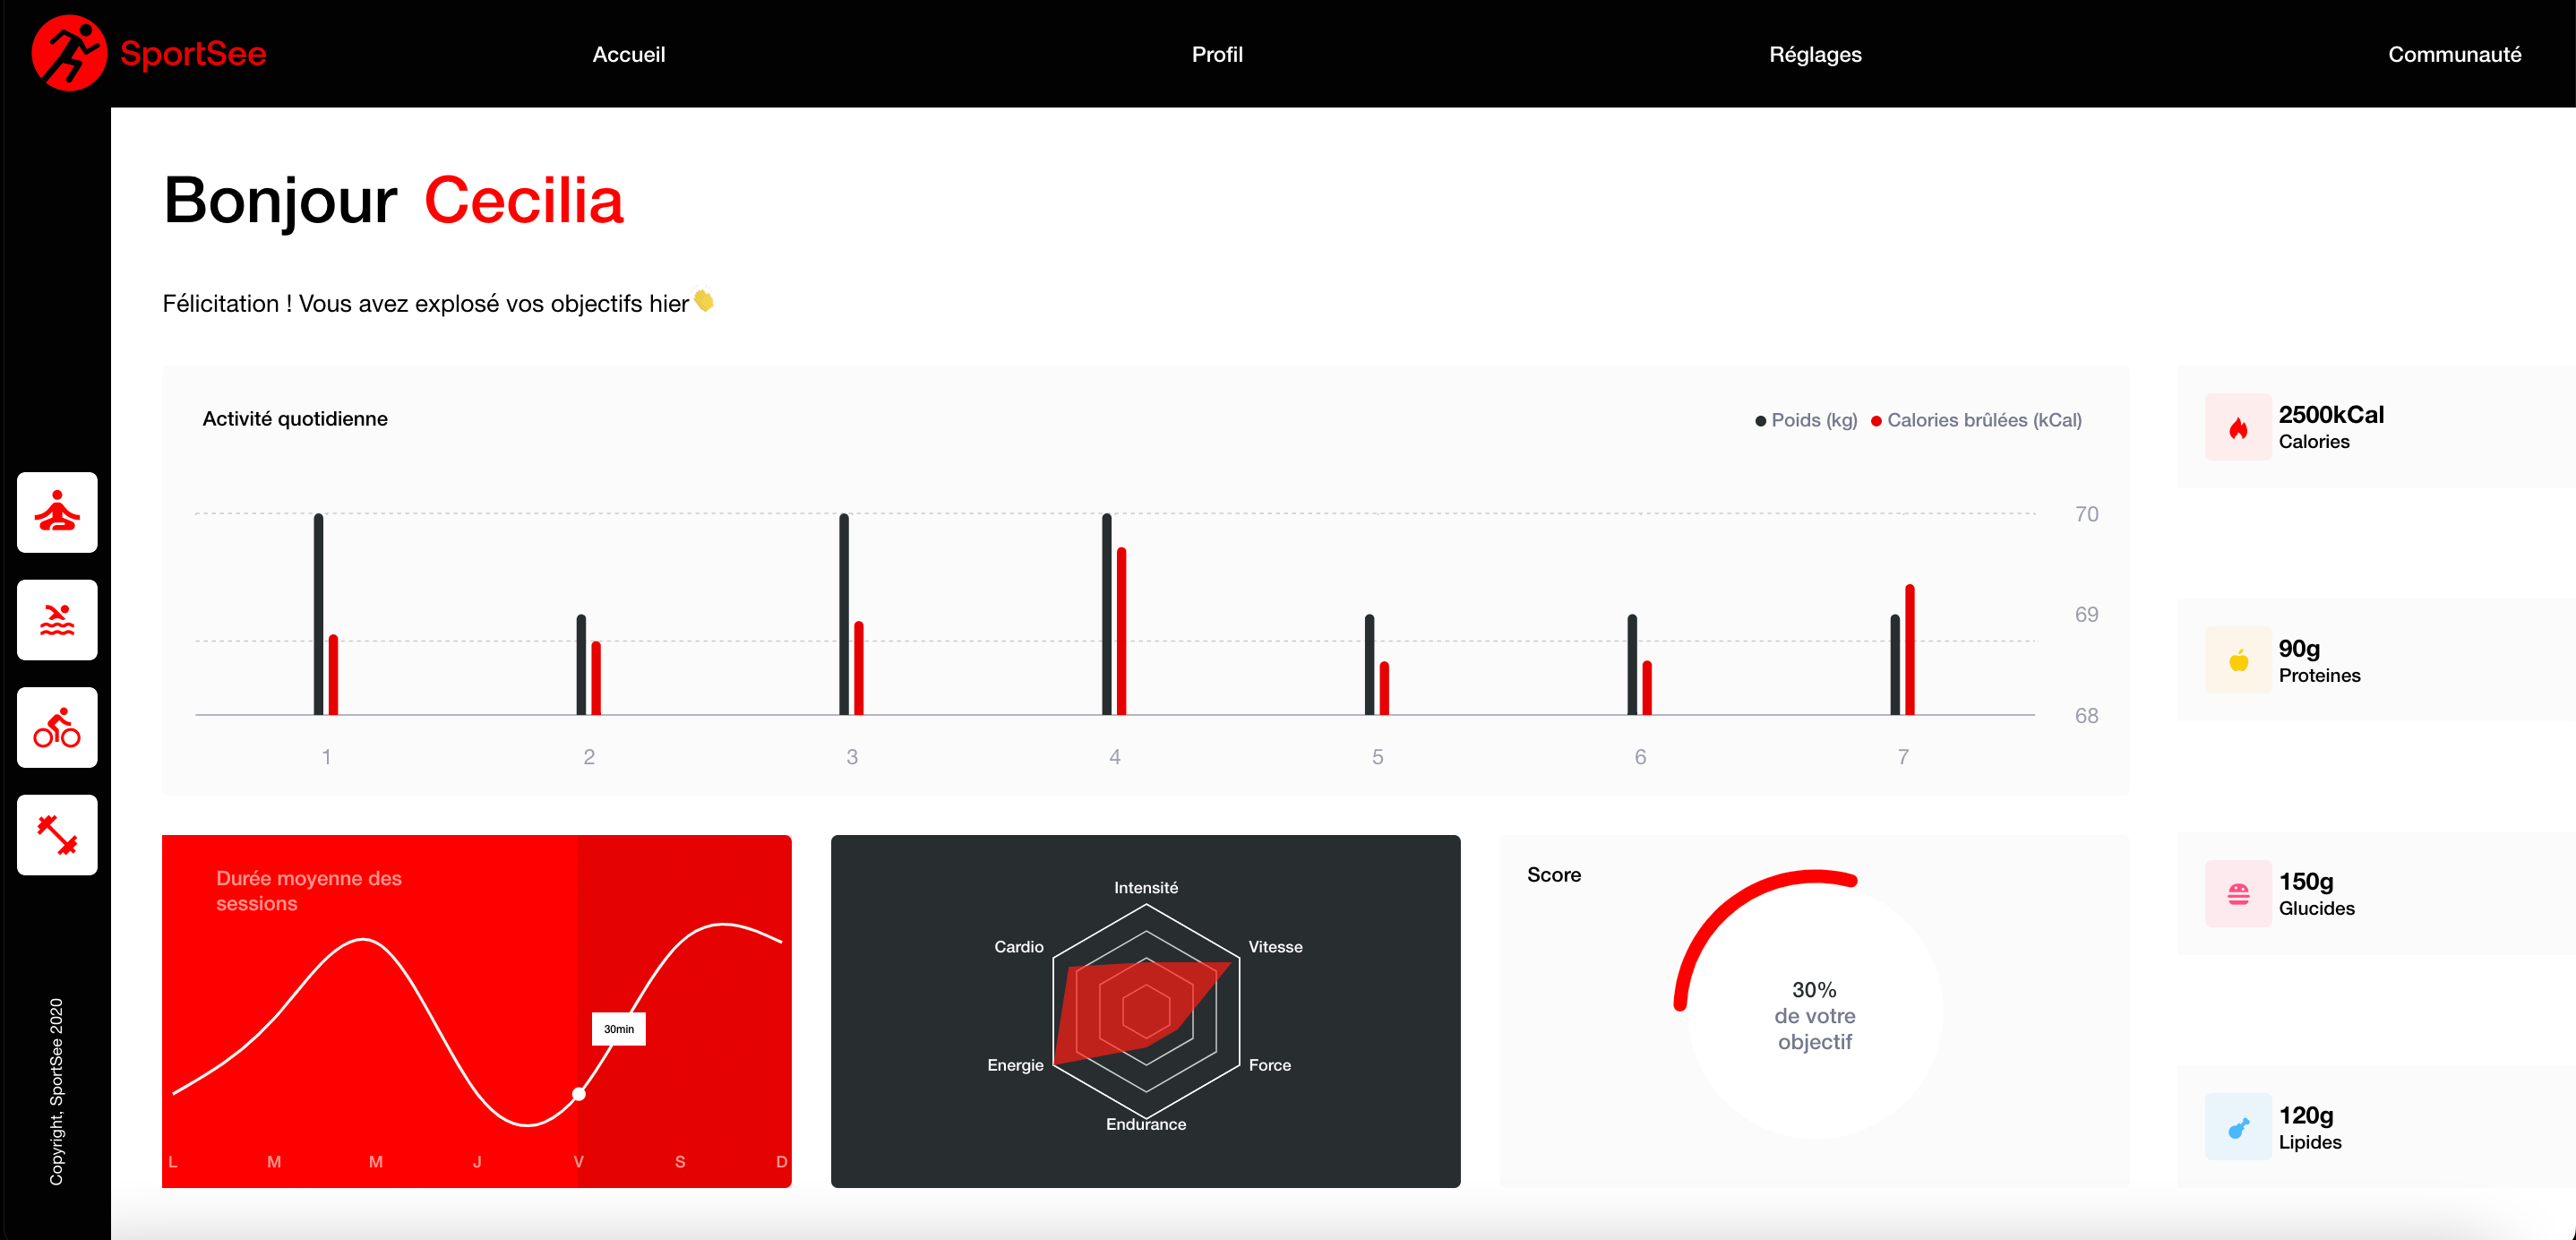 SportSee
Accueil
Profil
Réglages
Communauté
Bonjour Cecilia
Félicitation ! Vous avez explosé vos objectifs hier👏
Activité quotidienne
Poids (kg)
Calories brûlées (kCal)
70
69
68
1
2
3
4
5
6
7
2500kCal
Calories
90g
Proteines
150g
Glucides
120g
Lipides
Durée moyenne des
sessions
30min
L
M
M
J
V
S
D
Intensité
Vitesse
Force
Endurance
Energie
Cardio
Score
30%
de votre
objectif
Copyright, SportSee 2020